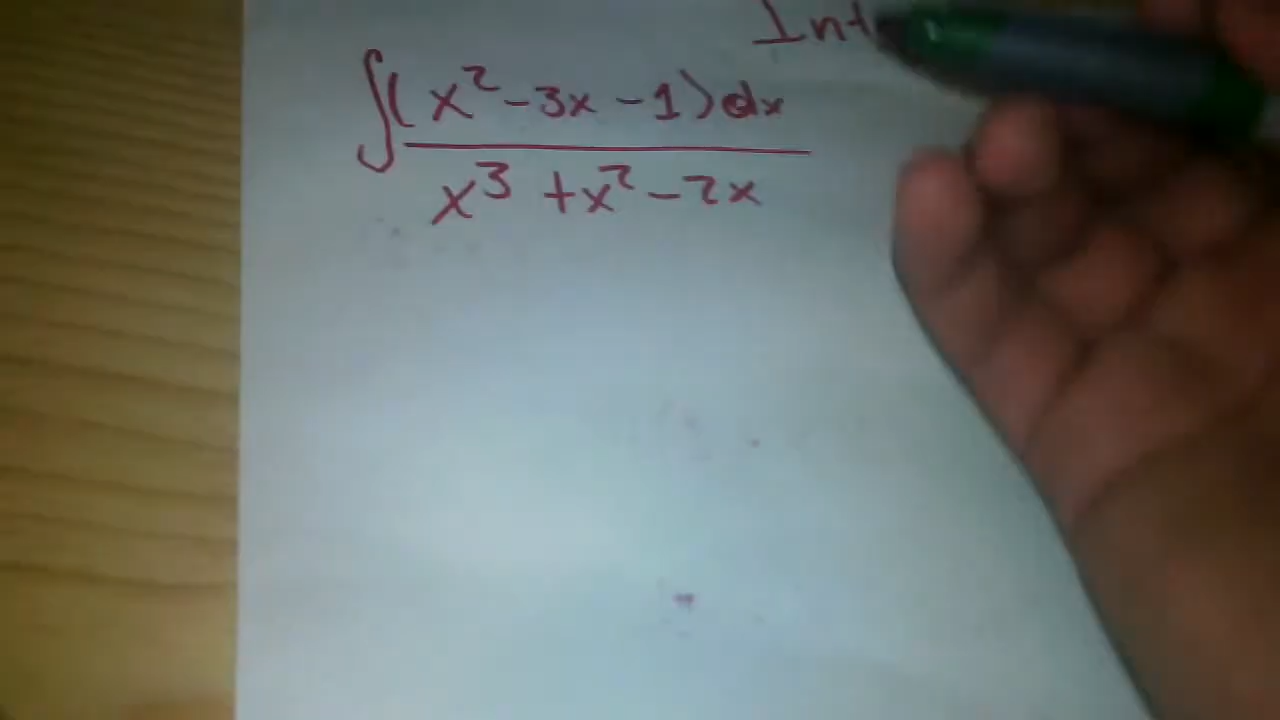 Int
∫(x² - 3x - 1)dx
x³ + x² - 2x